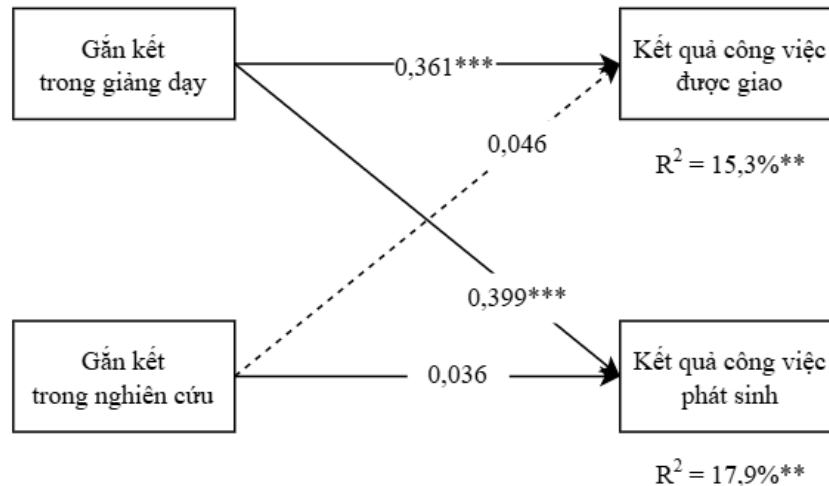 Gắn kết
trong giảng dạy
0,361***
Kết quả công việc
được giao
0,046
R² = 15,3%**
0,399***
Gắn kết
trong nghiên cứu
0,036
Kết quả công việc
phát sinh
R² = 17,9%**